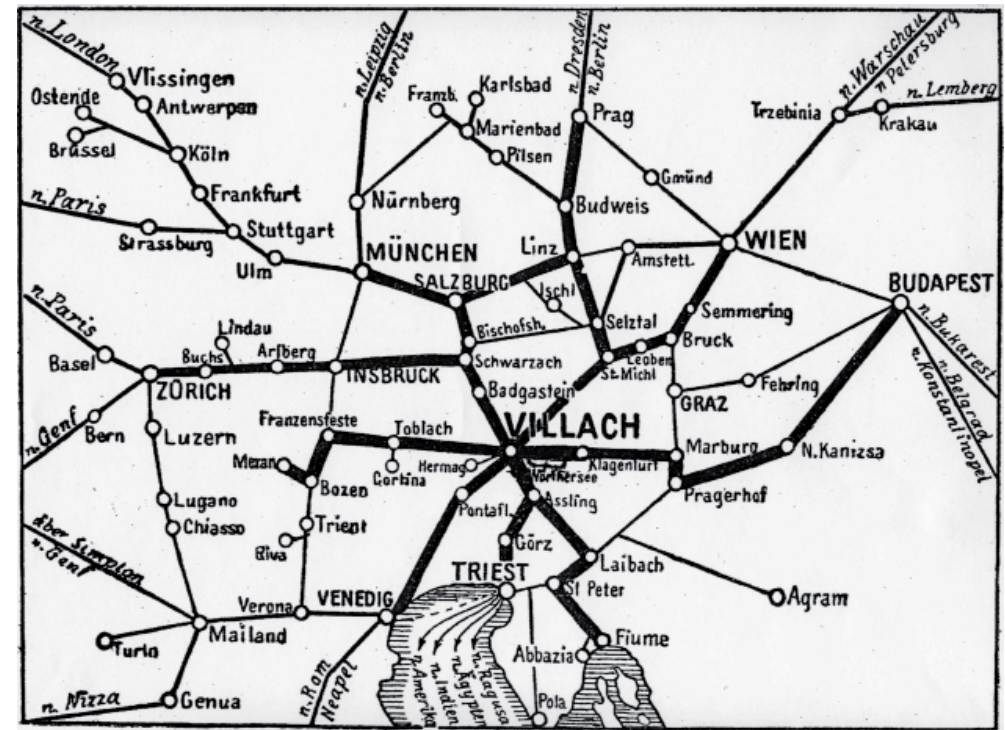 n. London
Vlissingen
Ostende
Antwerpen
Brüssel
Köln
Frankfurt
n. Paris
Strassburg
Stuttgart
Ulm
n. Leipzig
n. Berlin
Franzb.
Karlsbad
Marienbad
Pilsen
Nürnberg
MÜNCHEN
n. Dresden
n. Berlin
Prag
Gmünd
Budweis
Linz
Amstett.
WIEN
n. Warschau
n Petersburg
Trzebinia
n. Lemberg
Krakau
SALZBURG
Ischl
Bischofsh.
Selztal
Semmering
Bruck
Leoben
St. Michl
BUDAPEST
n. Bukarest
n. Belgrad
n. Konstantinopel
n. Paris
Basel
Lindau
Buchs
Arlberg
ZÜRICH
INSBRUCK
Schwarzach
Badgastein
GRAZ
Fehring
n. Genf
Bern
Luzern
Franzensfeste
Toblach
VILLACH
Meran
Cortina
Hermag
Klagenfurt
Wörthersee
Marburg
N. Kanizsa
Bozen
Pontafl.
Assling
Pragerhof
Lugano
Chiasso
Trient
Riva
Görz
Laibach
über Simplon
n. Genf
TRIEST
St Peter
Agram
Verona
VENEDIG
Mailand
Turin
Fiume
Abbazia
n. Rom
Neapel
n. Amerika
n. Indien
n. Ägypten
n. Ragusa
Pola
n. Nizza
Genua